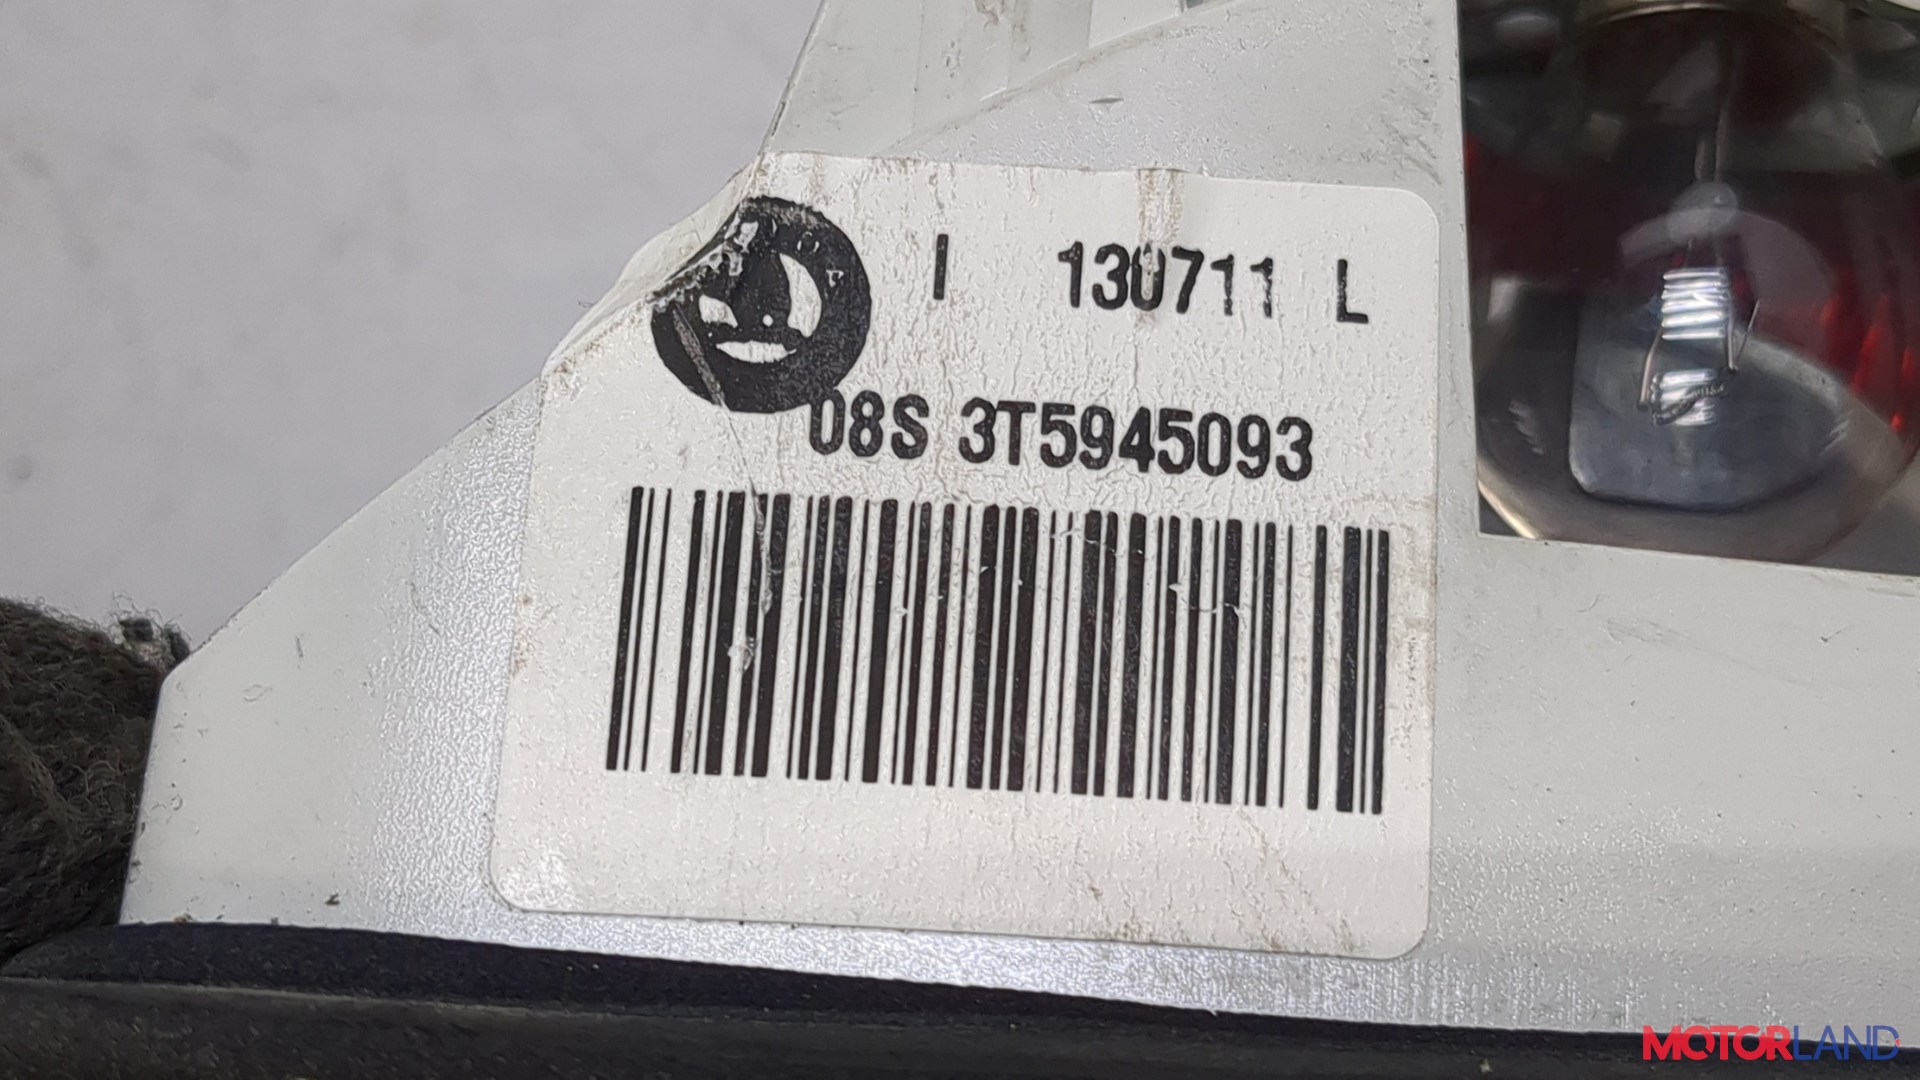 I 130711 L
08S 3T5945093
MOTORLAND